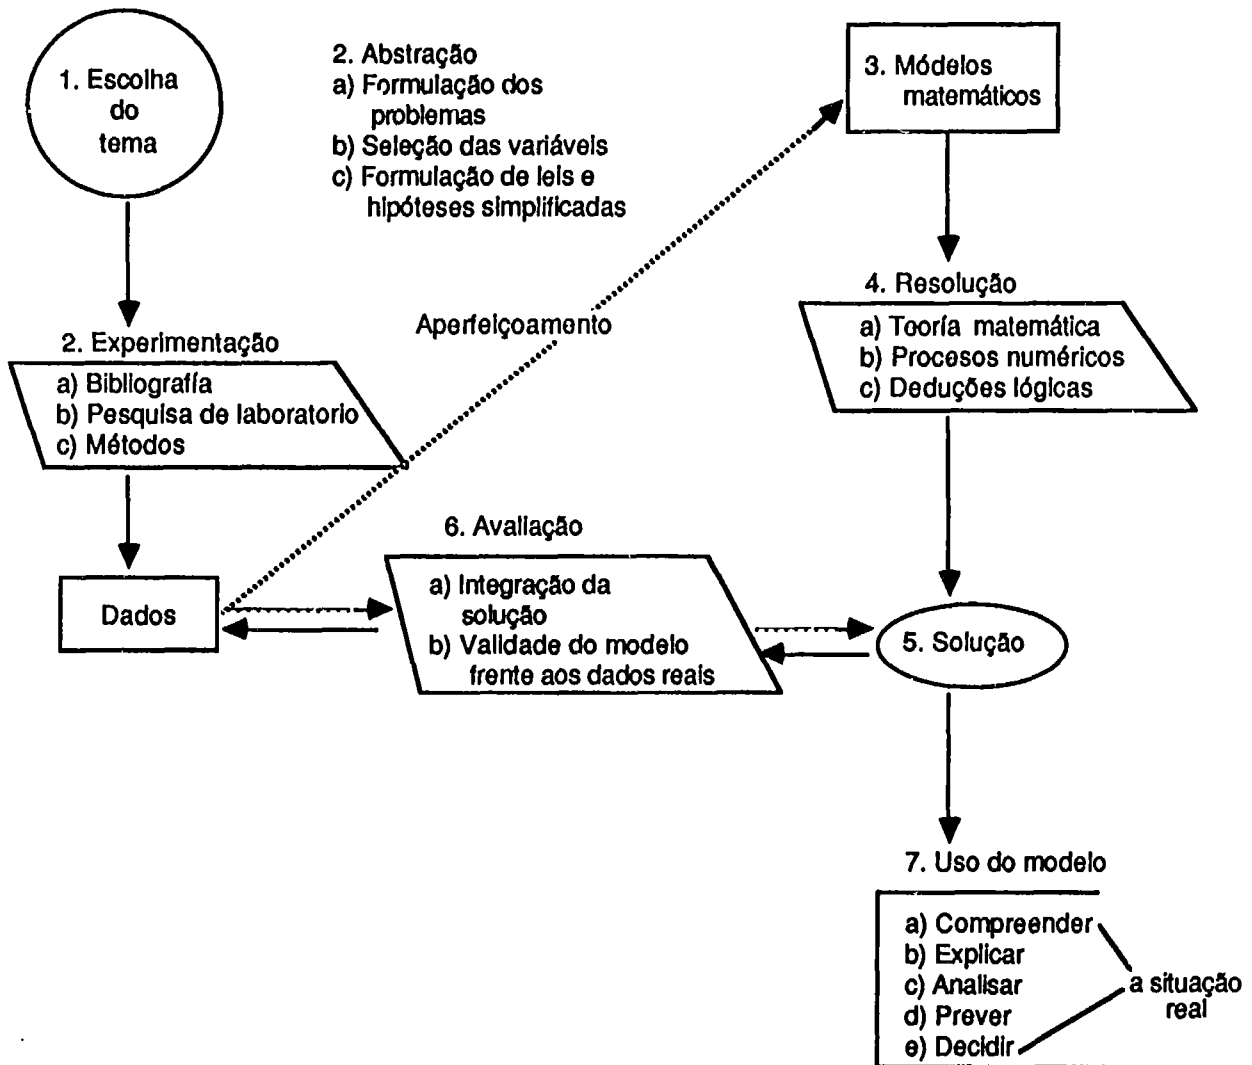 1. Escolha
do
tema
2. Abstração
a) Formulação dos
problemas
b) Seleção das variáveis
c) Formulação de leis e
hipóteses simplificadas
3. Módelos
matemáticos
Aperfeiçoamento
2. Experimentação
a) Bibliografía
b) Pesquisa de laboratorio
c) Métodos
4. Resolução
a) Tooría matemática
b) Procesos numéricos
c) Deduções lógicas
6. Avaliação
a) Integração da
solução
b) Validade do modelo
frente aos dados reais
Dados
5. Solução
7. Uso do modelo
a) Compreender
b) Explicar
c) Analisar
d) Prever
e) Decidir
a situação
real